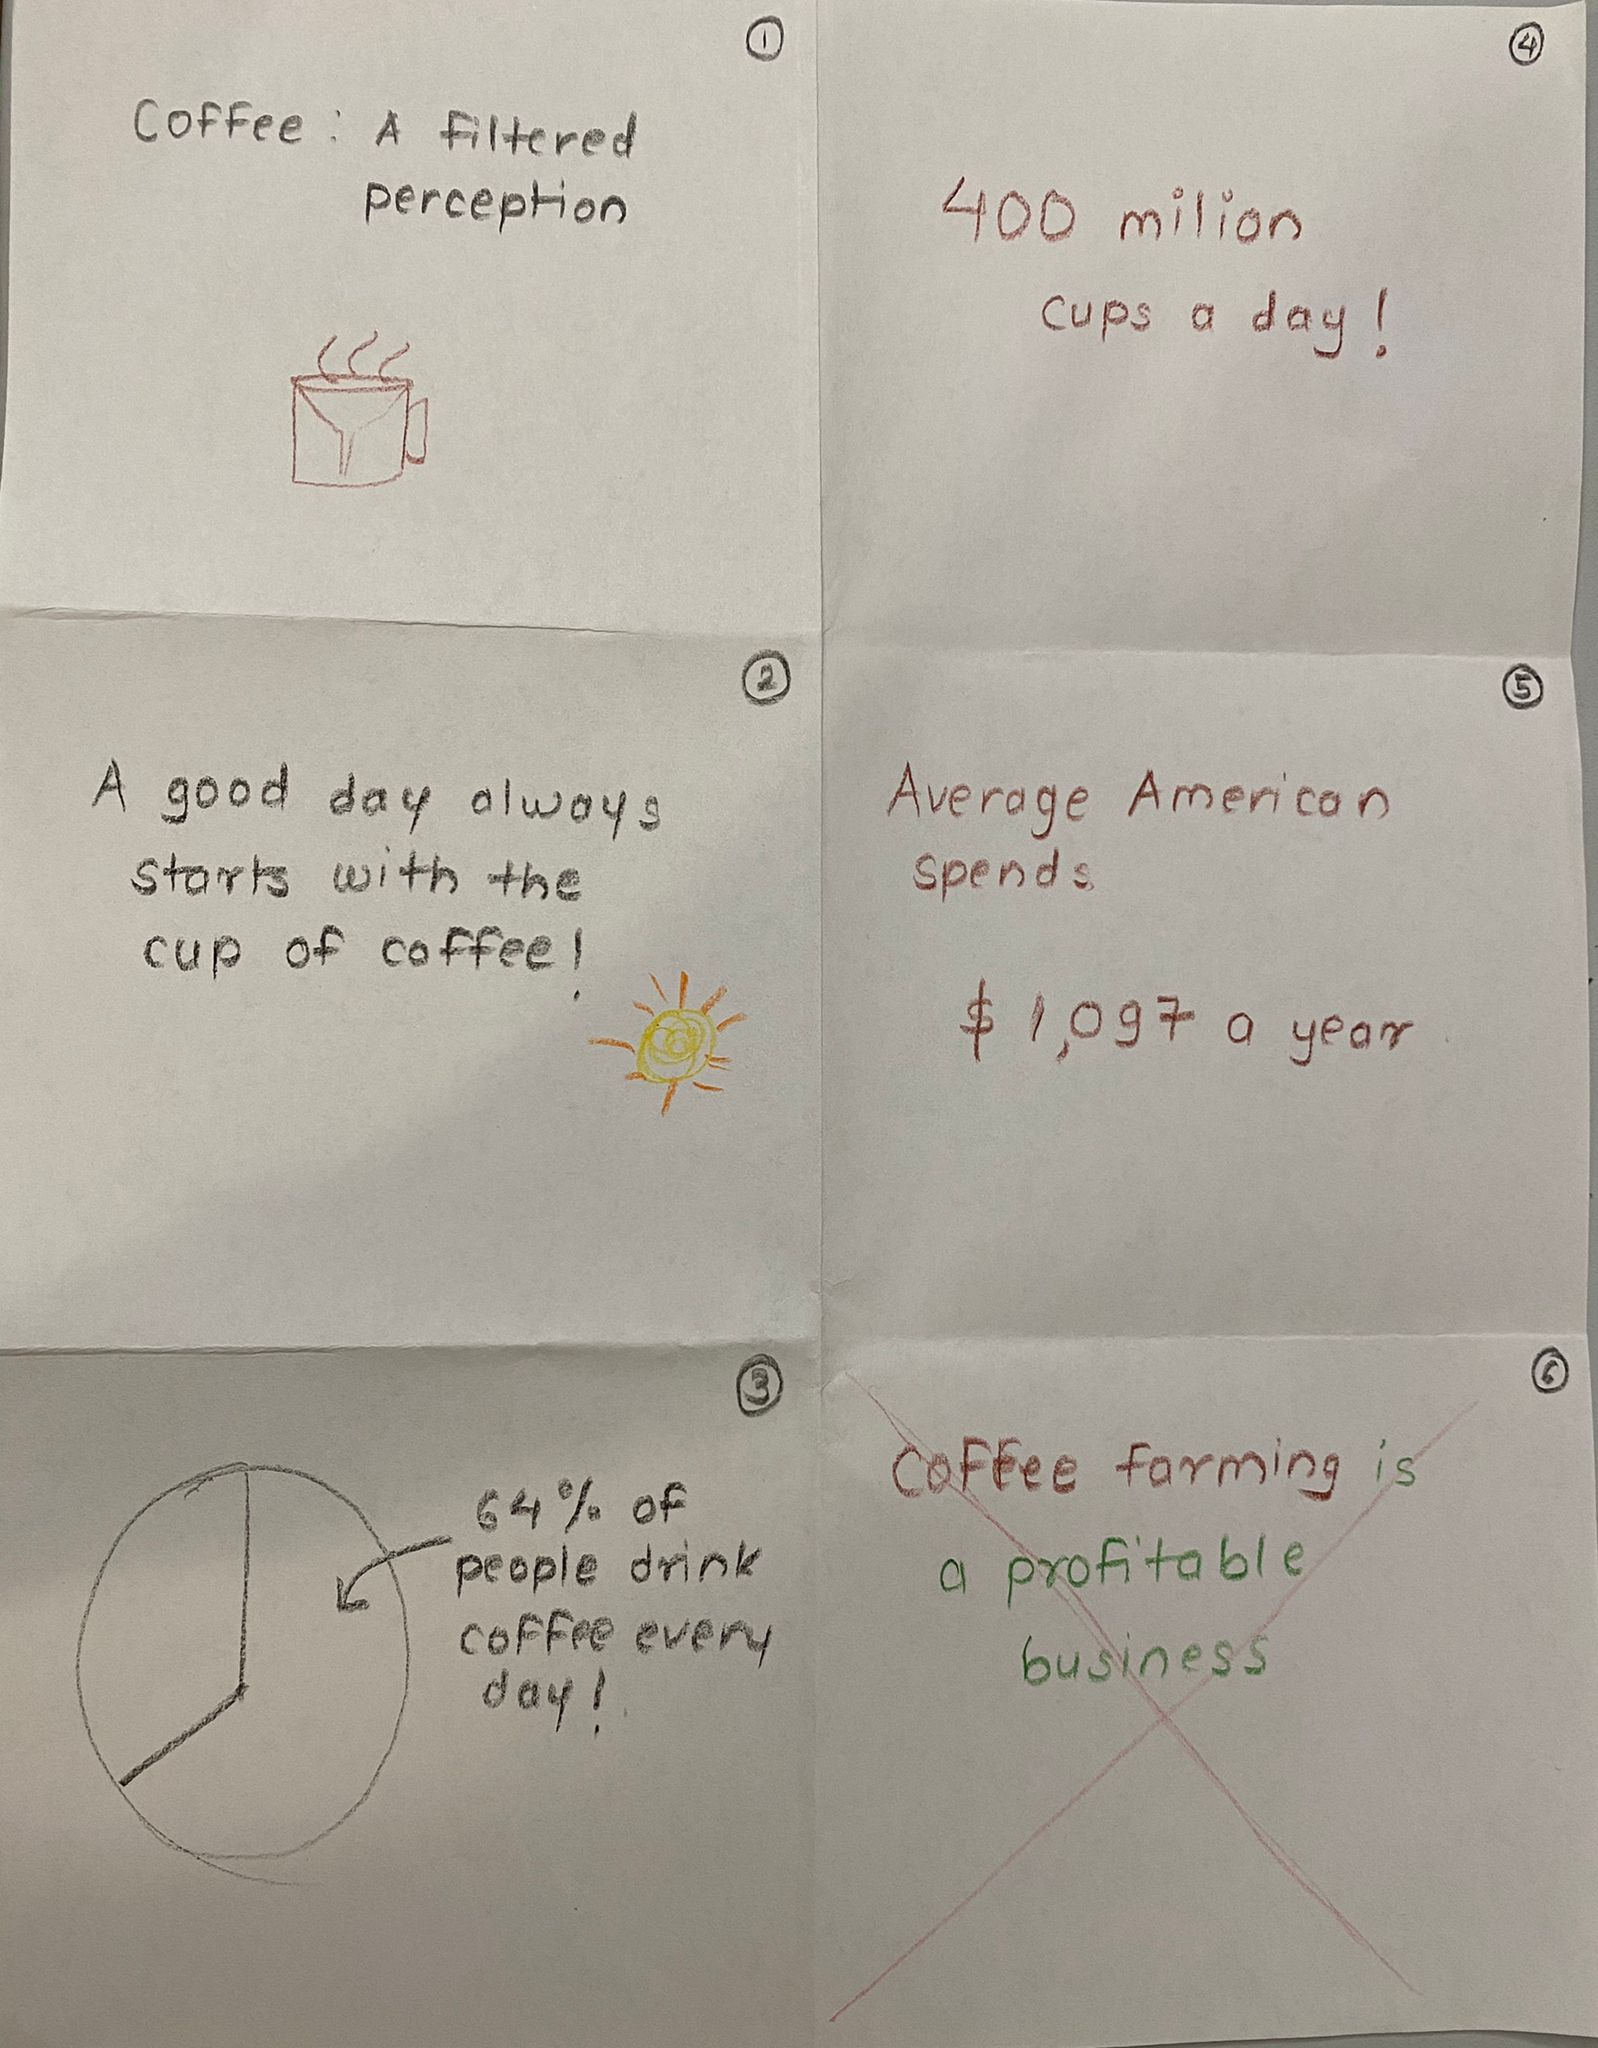 1
Coffee : A filtered
perception
2
A good day always
starts with the
cup of coffee!
3
64% of
people drink
coffee every
day!
4
400 milion
cups a day!
5
Average American
spends
$1,097 a year
6
Coffee farming is
a profitable
business